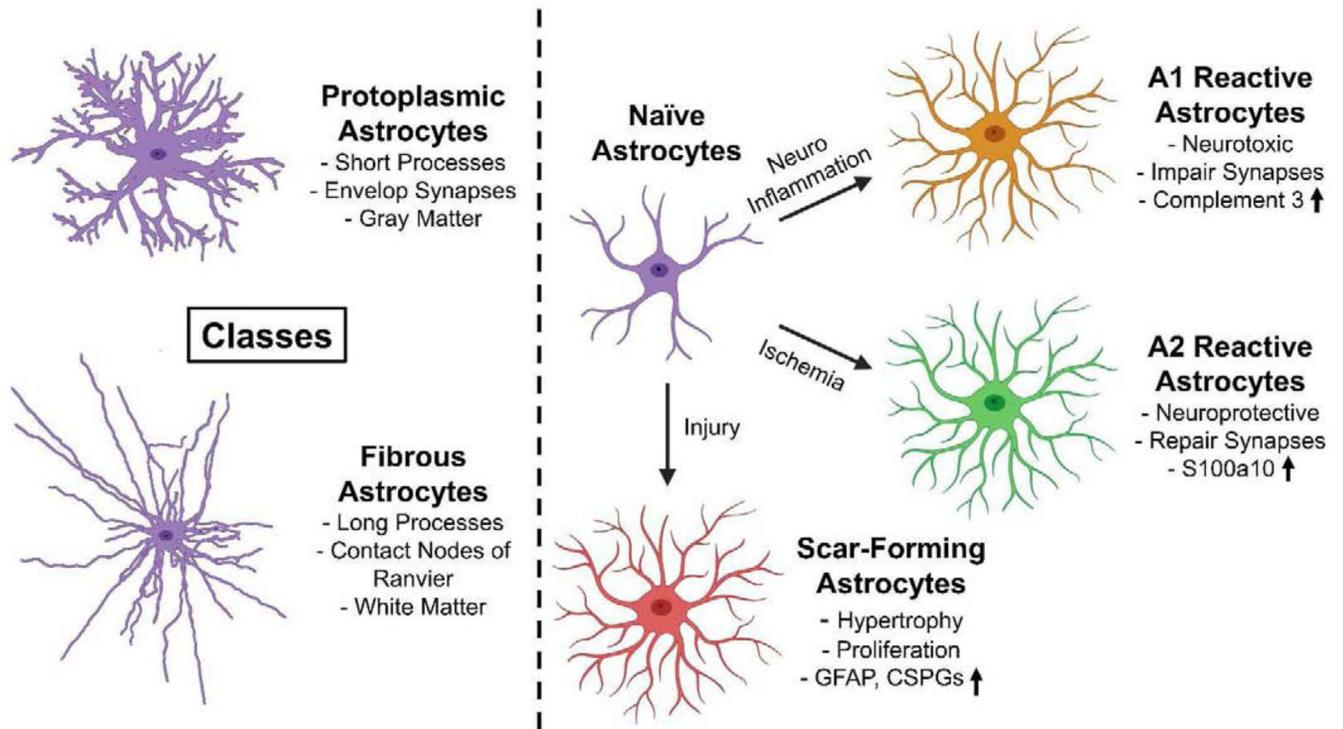 Protoplasmic
Astrocytes
- Short Processes
- Envelop Synapses
- Gray Matter
Classes
Fibrous
Astrocytes
- Long Processes
- Contact Nodes of
Ranvier
- White Matter
Naïve
Astrocytes
Neuro
Inflammation
A1 Reactive
Astrocytes
- Neurotoxic
- Impair Synapses
- Complement 3 ↑
Ischemia
A2 Reactive
Astrocytes
- Neuroprotective
- Repair Synapses
- S100a10 ↑
Injury
Scar-Forming
Astrocytes
- Hypertrophy
- Proliferation
- GFAP, CSPGs ↑